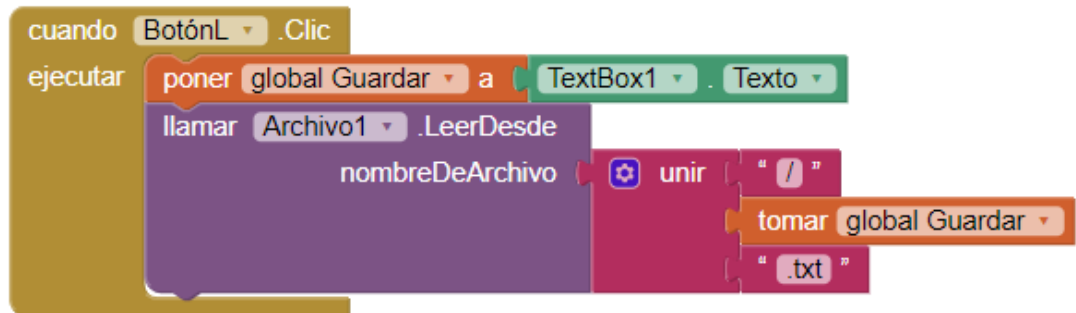 cuando BotónL .Clic
ejecutar poner global Guardar a TextBox1 . Texto
llamar Archivo1 .LeerDesde
nombreDeArchivo unir " / "
tomar global Guardar
" .txt "